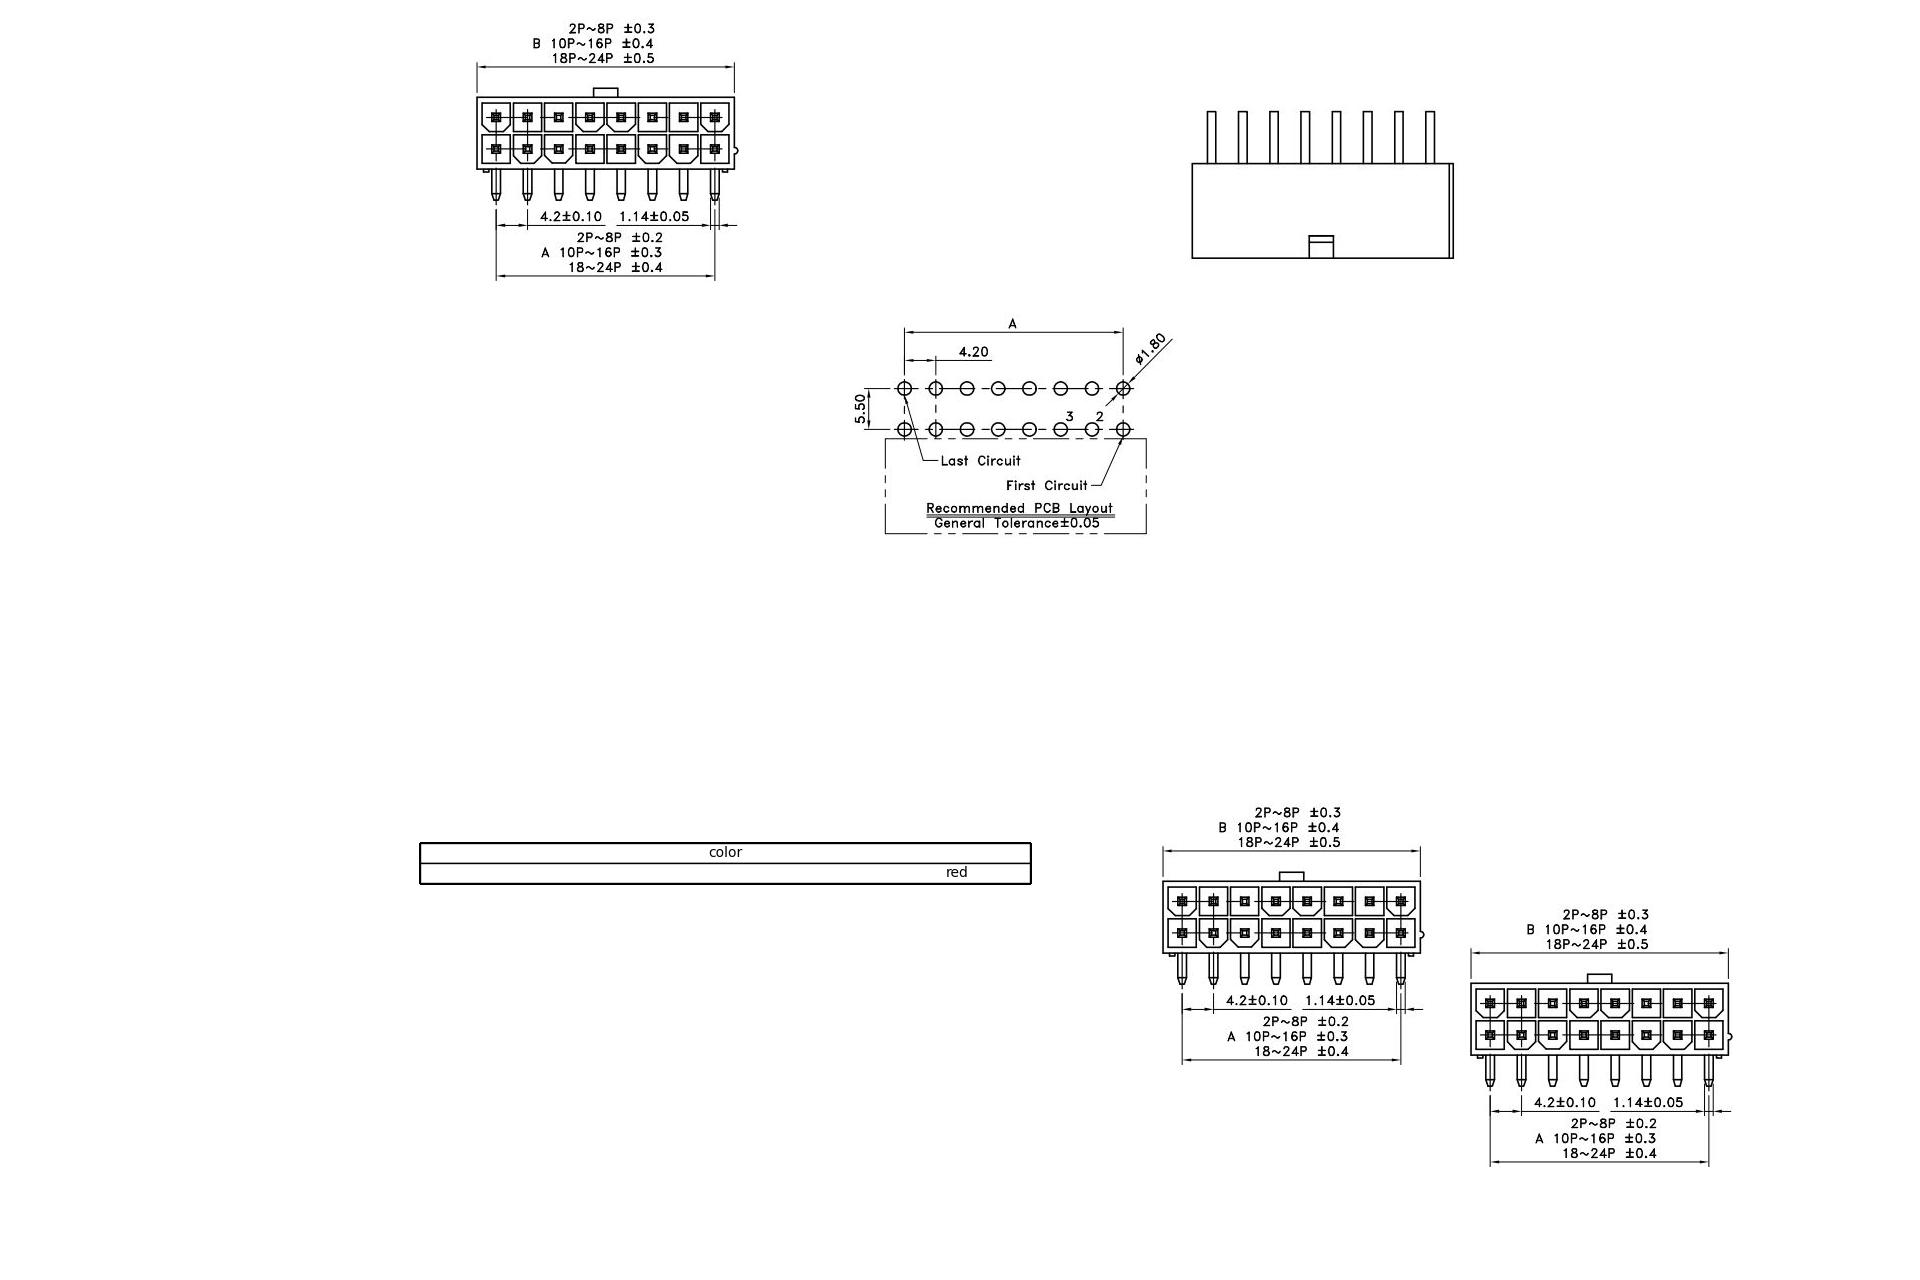 2P~8P ±0.3
B 10P~16P ±0.4
18P~24P ±0.5
4.2±0.10 1.14±0.05
2P~8P ±0.2
A 10P~16P ±0.3
18~24P ±0.4
A
4.20
ø1.80
5.50
3 2
Last Circuit
First Circuit
Recommended PCB Layout
General Tolerance±0.05
color
red
2P~8P ±0.3
B 10P~16P ±0.4
18P~24P ±0.5
4.2±0.10 1.14±0.05
2P~8P ±0.2
A 10P~16P ±0.3
18~24P ±0.4
2P~8P ±0.3
B 10P~16P ±0.4
18P~24P ±0.5
4.2±0.10 1.14±0.05
2P~8P ±0.2
A 10P~16P ±0.3
18~24P ±0.4